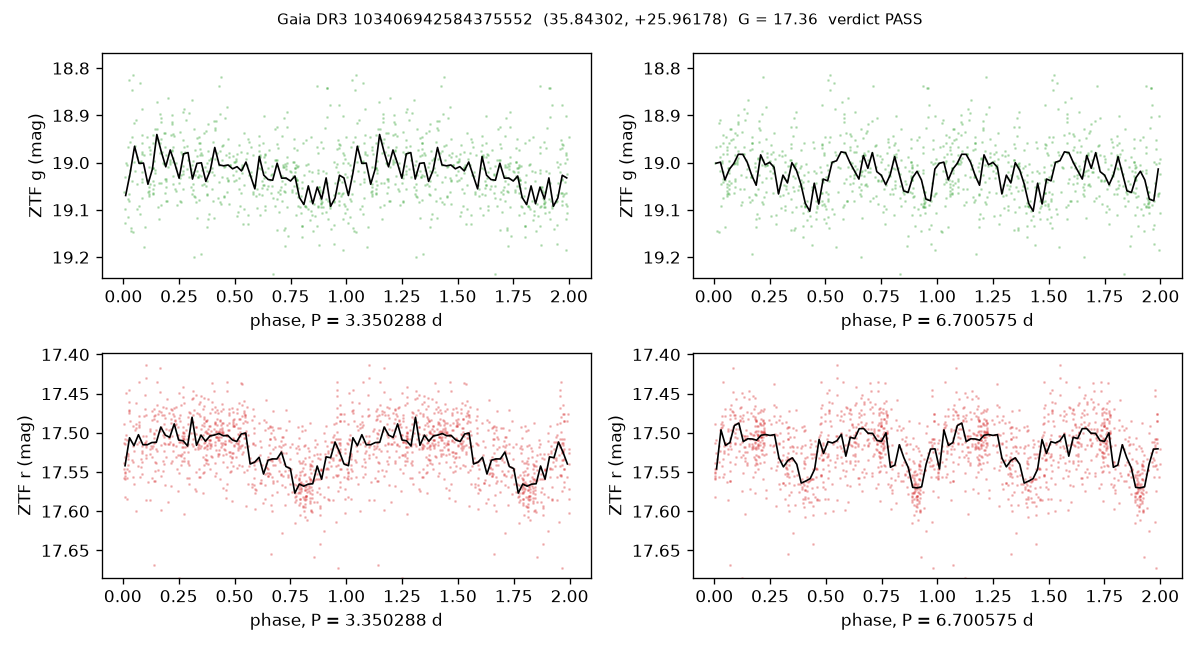 Gaia DR3 103406942584375552 (35.84302, +25.96178) G = 17.36 verdict PASS
18.8
18.9
19.0
19.1
19.2
ZTF g (mag)
0.00 0.25 0.50 0.75 1.00 1.25 1.50 1.75 2.00
phase, P = 3.350288 d
18.8
18.9
19.0
19.1
19.2
ZTF g (mag)
0.00 0.25 0.50 0.75 1.00 1.25 1.50 1.75 2.00
phase, P = 6.700575 d
17.40
17.45
17.50
17.55
17.60
17.65
ZTF r (mag)
0.00 0.25 0.50 0.75 1.00 1.25 1.50 1.75 2.00
phase, P = 3.350288 d
17.40
17.45
17.50
17.55
17.60
17.65
ZTF r (mag)
0.00 0.25 0.50 0.75 1.00 1.25 1.50 1.75 2.00
phase, P = 6.700575 d